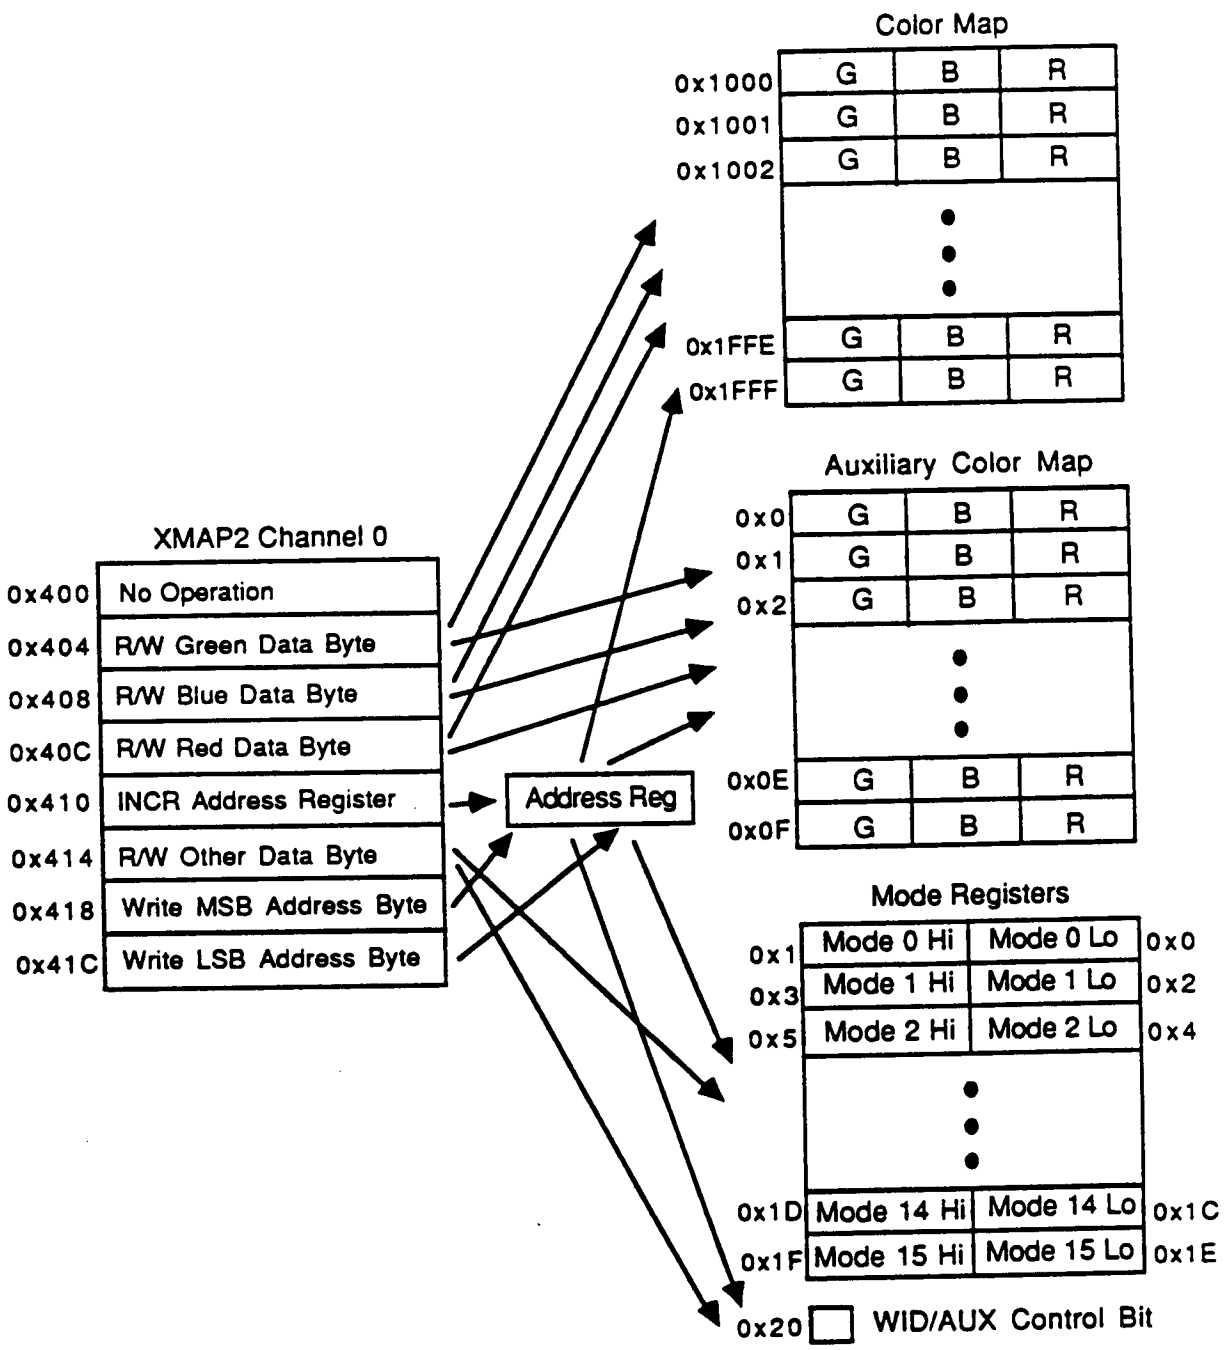 Color Map
0x1000 G B R
0x1001 G B R
0x1002 G B R
0x1FFE G B R
0x1FFF G B R
Auxiliary Color Map
0x0 G B R
0x1 G B R
0x2 G B R
0x0E G B R
0x0F G B R
XMAP2 Channel 0
0x400 No Operation
0x404 R/W Green Data Byte
0x408 R/W Blue Data Byte
0x40C R/W Red Data Byte
0x410 INCR Address Register
0x414 R/W Other Data Byte
0x418 Write MSB Address Byte
0x41C Write LSB Address Byte
Address Reg
Mode Registers
0x1 Mode 0 Hi Mode 0 Lo 0x0
0x3 Mode 1 Hi Mode 1 Lo 0x2
0x5 Mode 2 Hi Mode 2 Lo 0x4
0x1D Mode 14 Hi Mode 14 Lo 0x1C
0x1F Mode 15 Hi Mode 15 Lo 0x1E
0x20 WID/AUX Control Bit